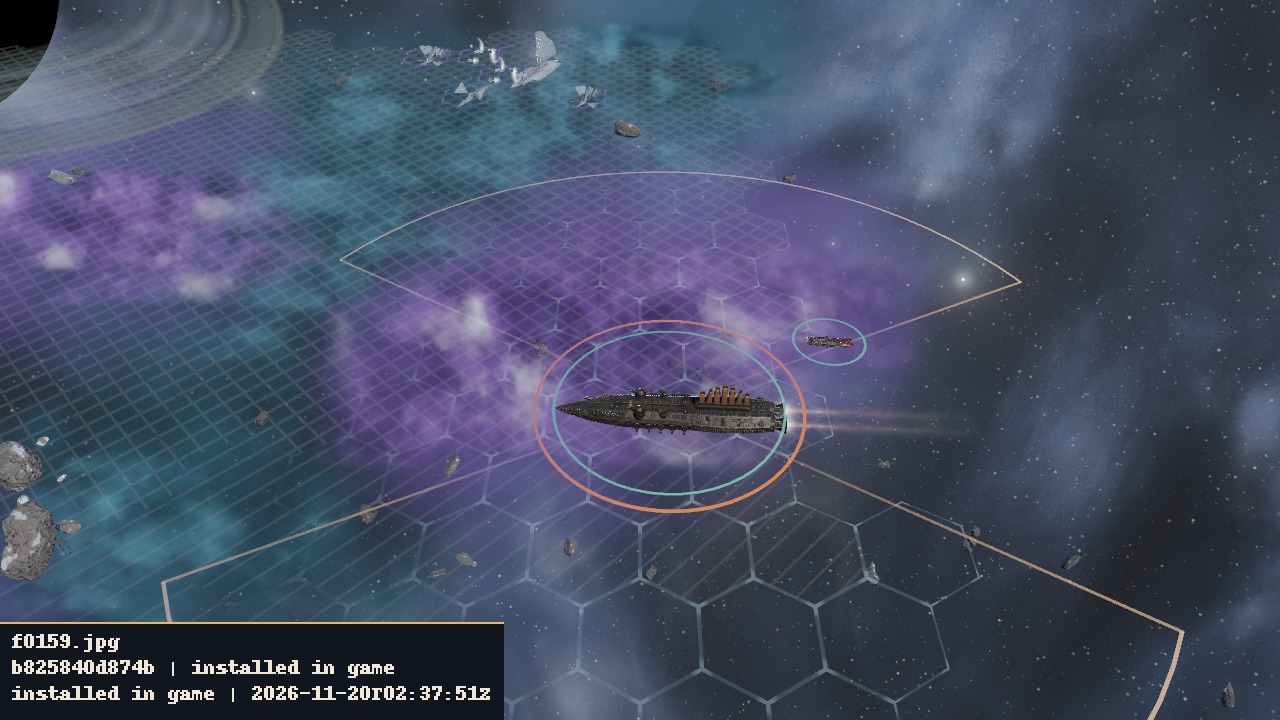 f0159.jpg
b825840d874b | installed in game
installed in game | 2026-11-20T02:37:51Z